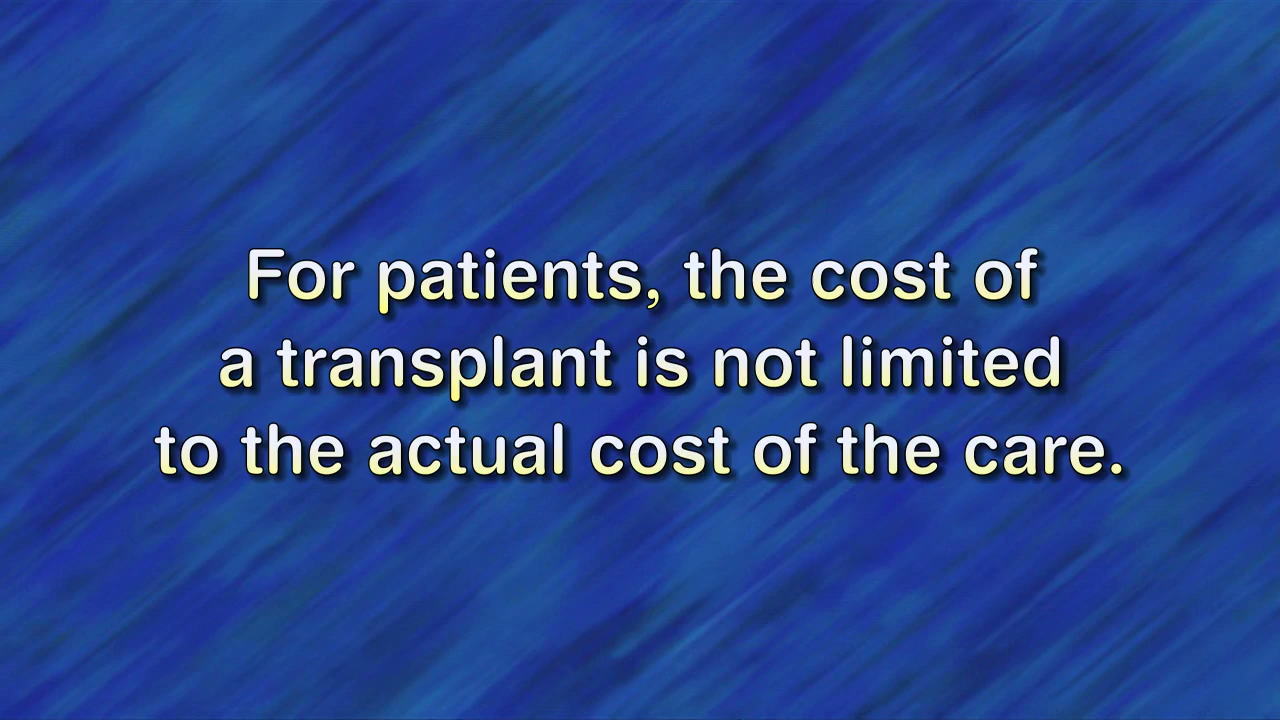 For patients, the cost of
a transplant is not limited
to the actual cost of the care.